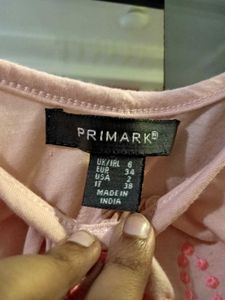 PRIMARK®
UK/IRL 6
EUR 34
USA 2
IT 38
MADE IN
INDIA